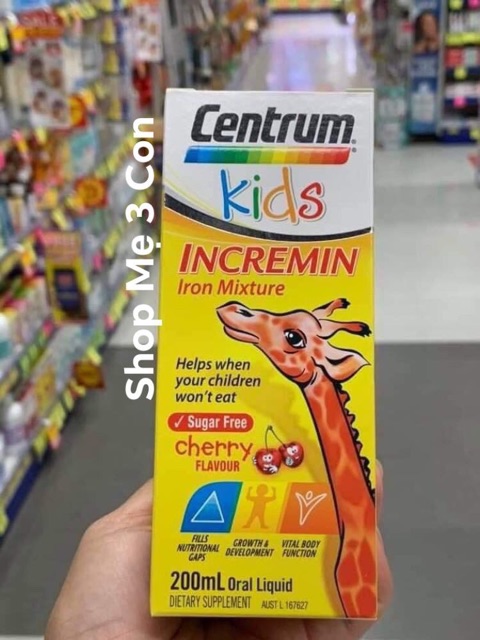 Centrum
kids
INCREMIN
Iron Mixture
Helps when
your children
won't eat
✓ Sugar Free
cherry
FLAVOUR
FILLS
NUTRITIONAL
GAPS
GROWTH &
DEVELOPMENT
VITAL BODY
FUNCTION
200mL Oral Liquid
DIETARY SUPPLEMENT AUST L 167627
Shop Mẹ 3 Con